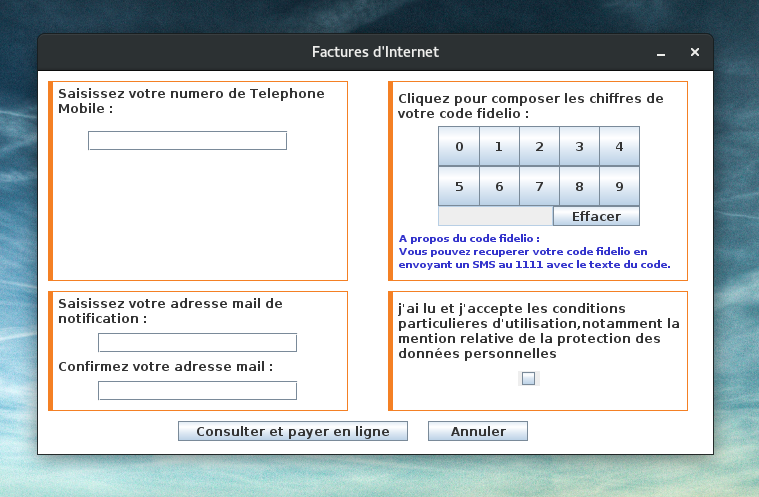 Factures d'Internet
Saisissez votre numero de Telephone
Mobile :
Cliquez pour composer les chiffres de
votre code fidelio :
0 1 2 3 4
5 6 7 8 9
Effacer
A propos du code fidelio :
Vous pouvez recuperer votre code fidelio en
envoyant un SMS au 1111 avec le texte du code.
Saisissez votre adresse mail de
notification :
Confirmez votre adresse mail :
j'ai lu et j'accepte les conditions
particulieres d'utilisation,notamment la
mention relative de la protection des
données personnelles
Consulter et payer en ligne
Annuler